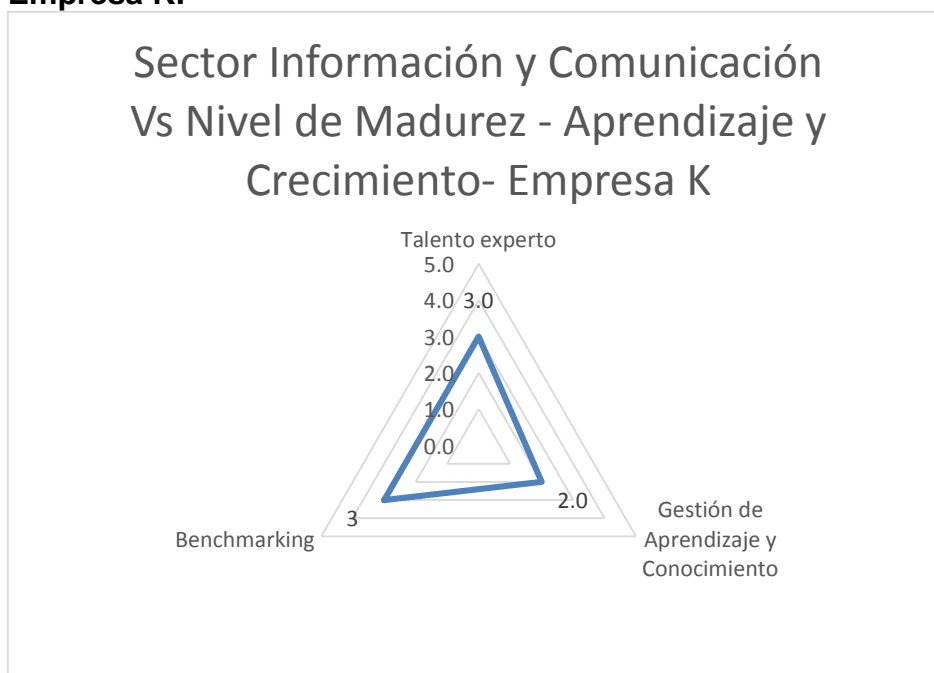 Empresa K.
Sector Información y Comunicación
Vs Nivel de Madurez - Aprendizaje y
Crecimiento- Empresa K
Talento experto
5.0
4.0 3.0
3.0
2.0
1.0
0.0
2.0
3
Gestión de
Aprendizaje y
Conocimiento
Benchmarking